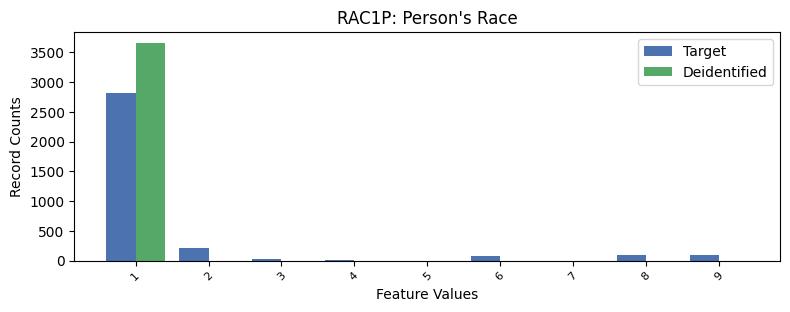 RAC1P: Person's Race
Target
Deidentified
Record Counts
3500
3000
2500
2000
1500
1000
500
0
1 2 3 4 5 6 7 8 9
Feature Values